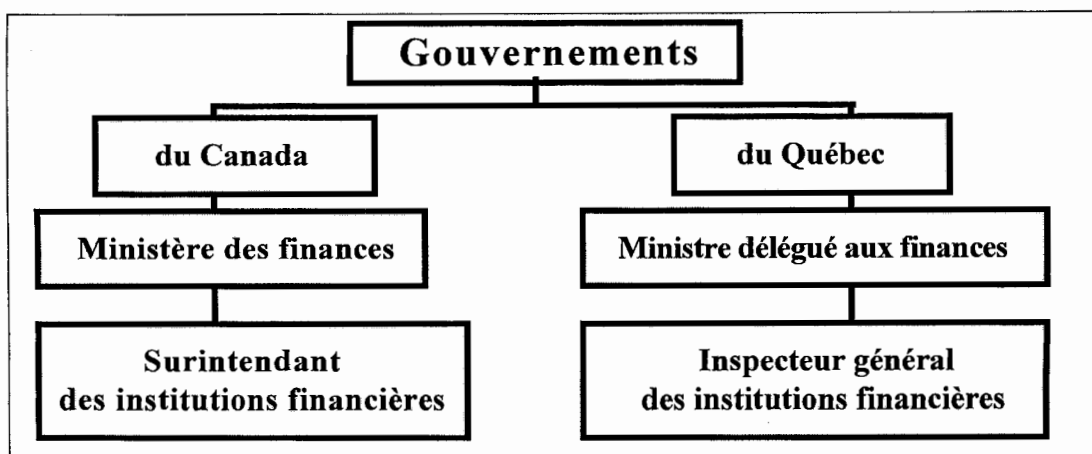 Gouvernements
du Canada
du Québec
Ministère des finances
Ministre délégué aux finances
Surintendant
des institutions financières
Inspecteur général
des institutions financières